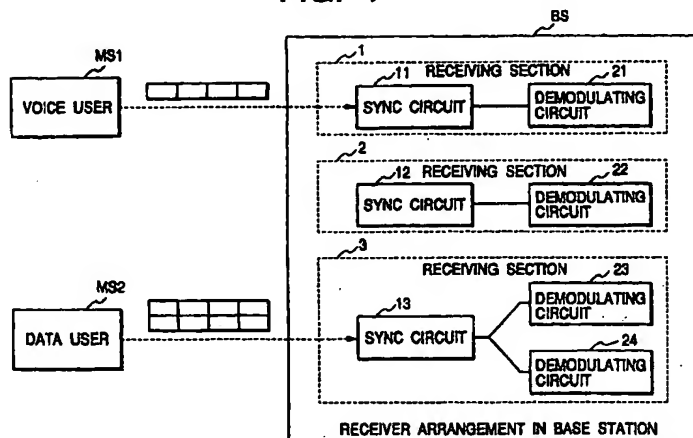 BS
MS1
VOICE USER
1
RECEIVING SECTION
11
SYNC CIRCUIT
21
DEMODULATING
CIRCUIT
2
RECEIVING SECTION
12
SYNC CIRCUIT
22
DEMODULATING
CIRCUIT
3
RECEIVING SECTION
MS2
DATA USER
13
SYNC CIRCUIT
23
DEMODULATING
CIRCUIT
24
DEMODULATING
CIRCUIT
RECEIVER ARRANGEMENT IN BASE STATION